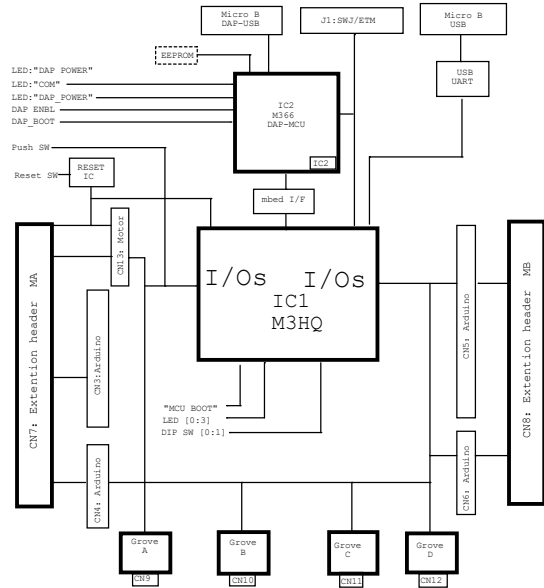 Micro B
DAP-USB
J1:SWJ/ETM
Micro B
USB
EEPROM
LED:"DAP POWER"
LED:"COM"
LED:"DAP_POWER"
DAP ENBL
DAP_BOOT
IC2
M366
DAP-MCU
IC2
USB
UART
Push SW
Reset SW
RESET
IC
mbed I/F
CN7: Extention header  MA
CN13: Motor
I/Os
I/Os
IC1
M3HQ
CN3:Arduino
CN5: Arduino
CN8: Extention header  MB
"MCU BOOT"
LED [0:3]
DIP SW [0:1]
CN4: Arduino
CN6: Arduino
Grove
A
CN9
Grove
B
CN10
Grove
C
CN11
Grove
D
CN12